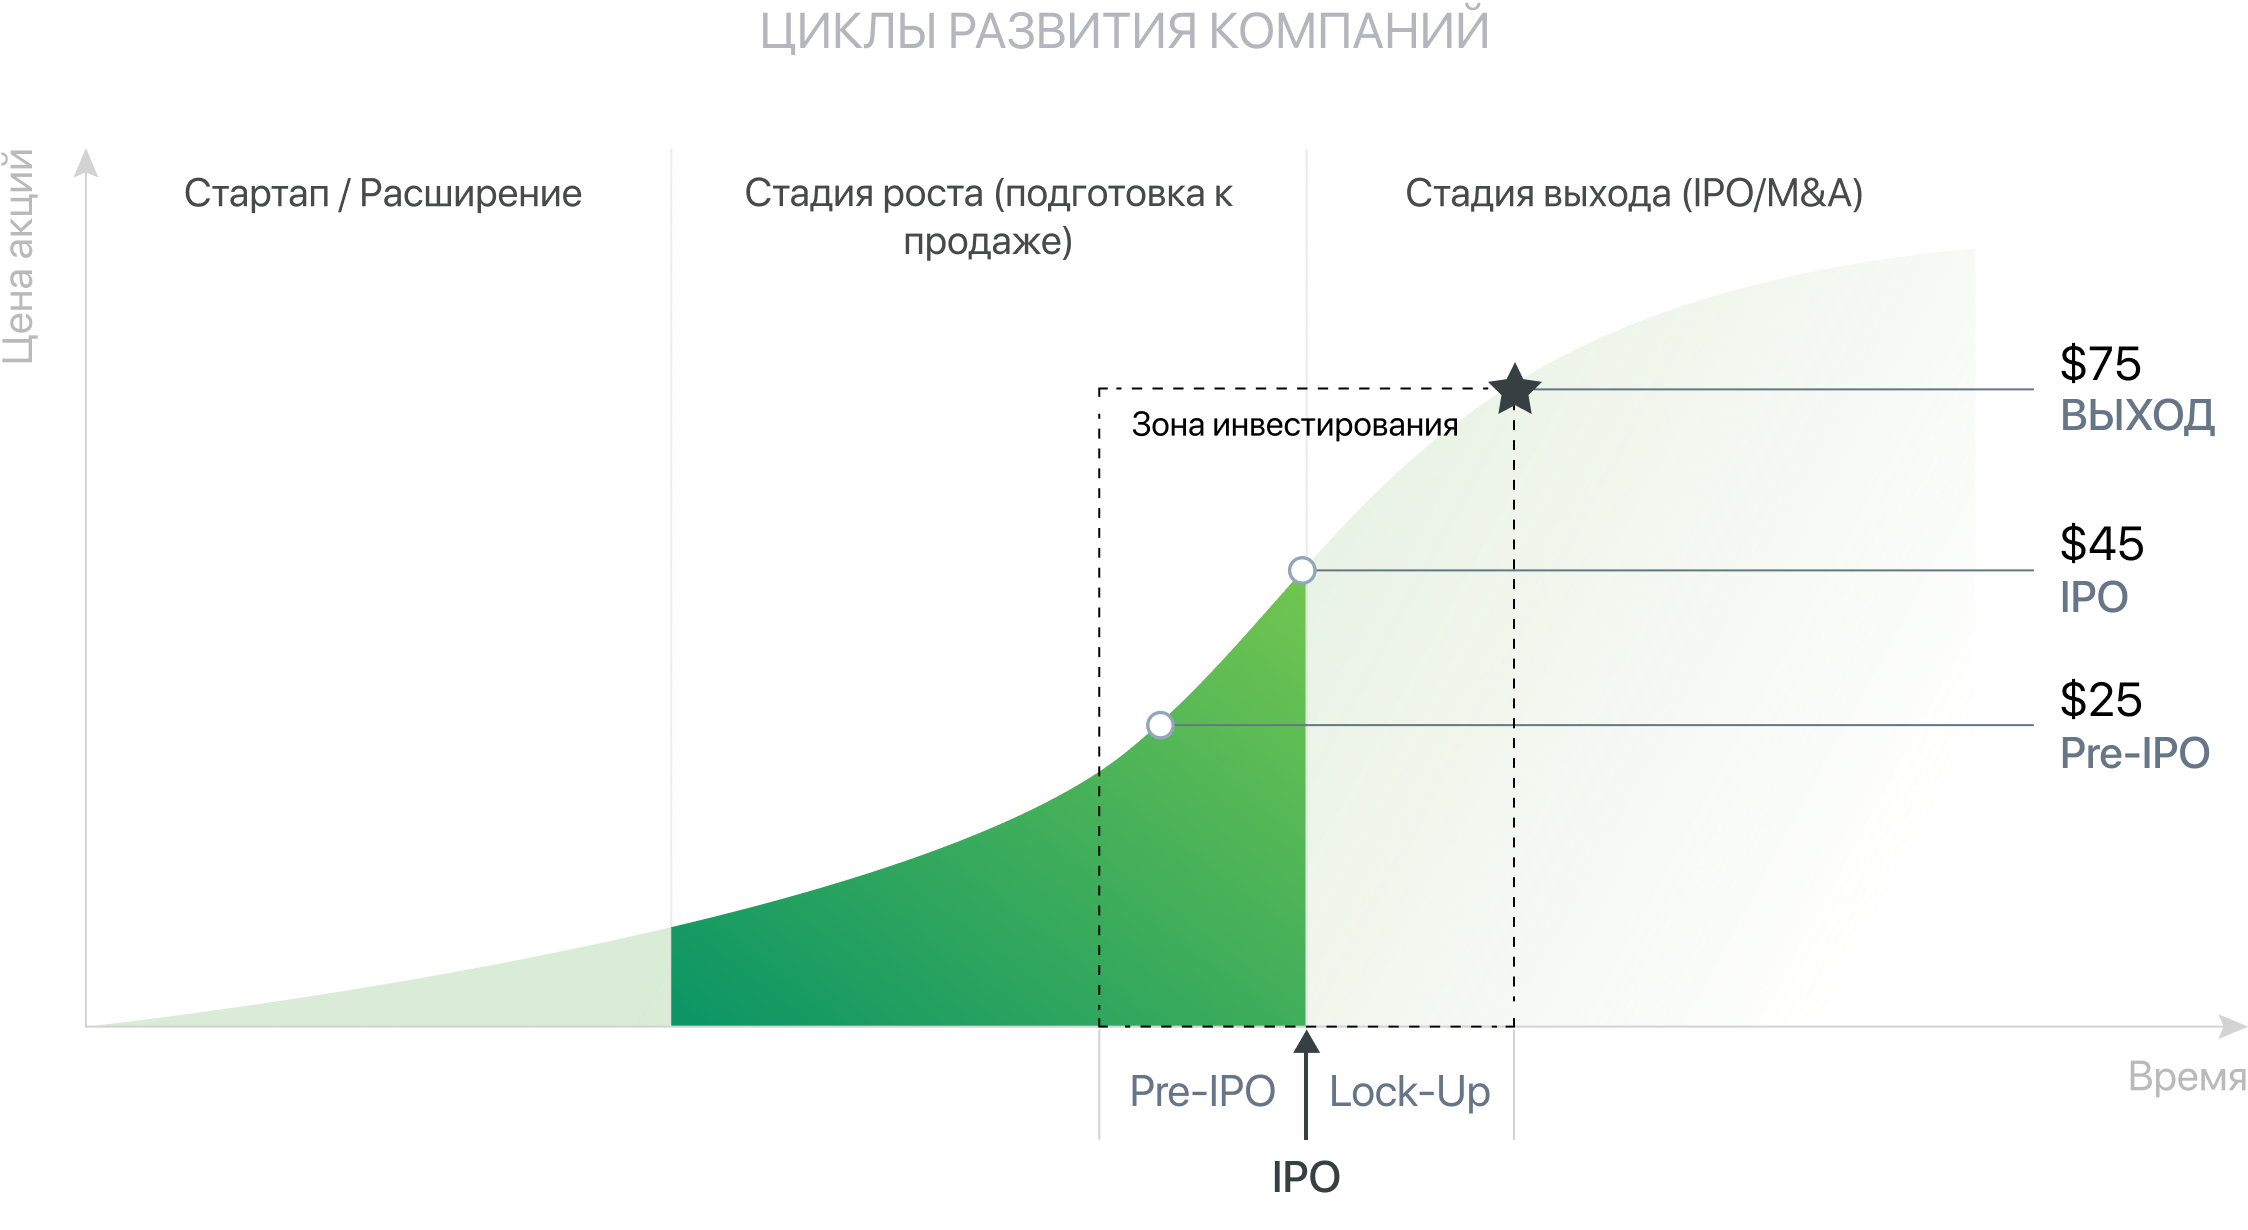 ЦИКЛЫ РАЗВИТИЯ КОМПАНИЙ
Цена акций
Стартап / Расширение
Стадия роста (подготовка к
продаже)
Стадия выхода (IPO/M&A)
Зона инвестирования
$75
ВЫХОД
$45
IPO
$25
Pre-IPO
Время
Pre-IPO
Lock-Up
IPO